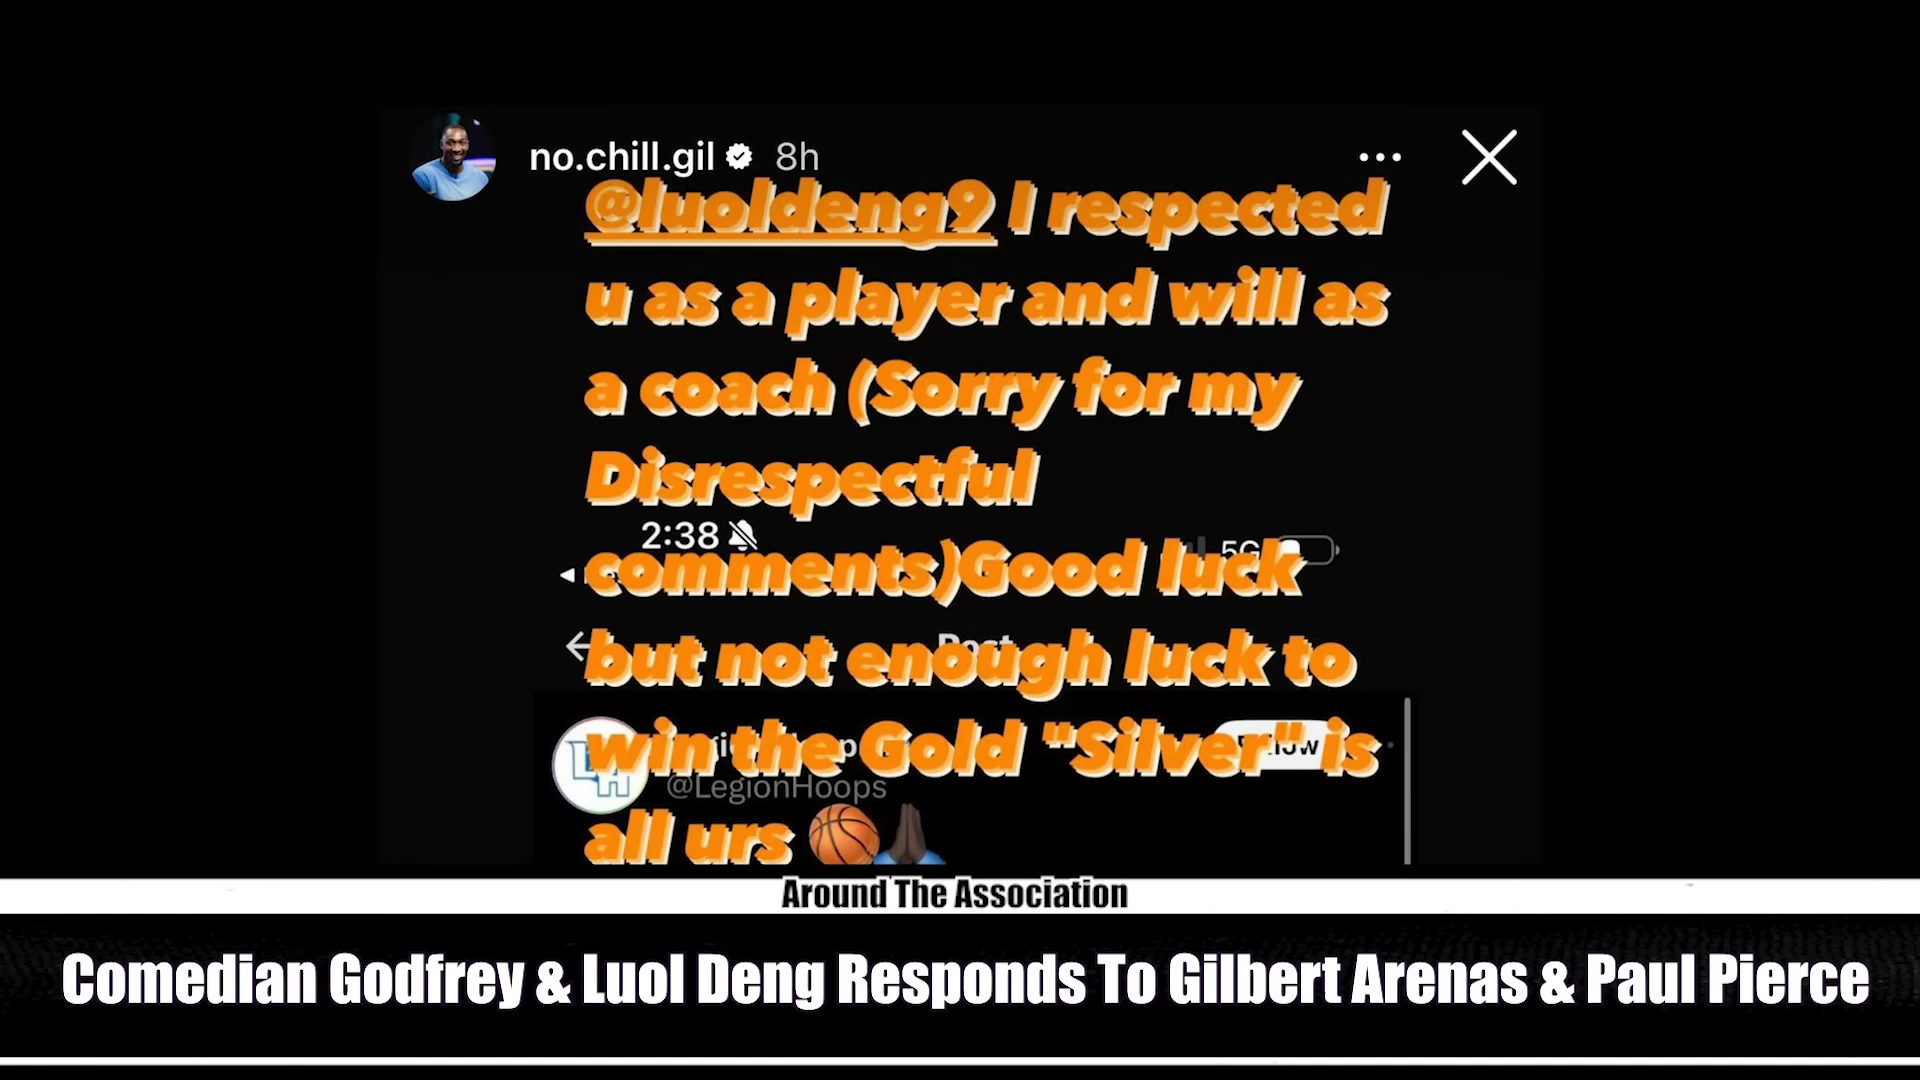 no.chill.gil 8h
@luoldeng9 I respected
u as a player and will as
a coach (Sorry for my
Disrespectful
2:38
5G
comments)Good luck
Post
but not enough luck to
win the Gold "Silver" is
@LegionHoops
all urs
Around The Association
Comedian Godfrey & Luol Deng Responds To Gilbert Arenas & Paul Pierce